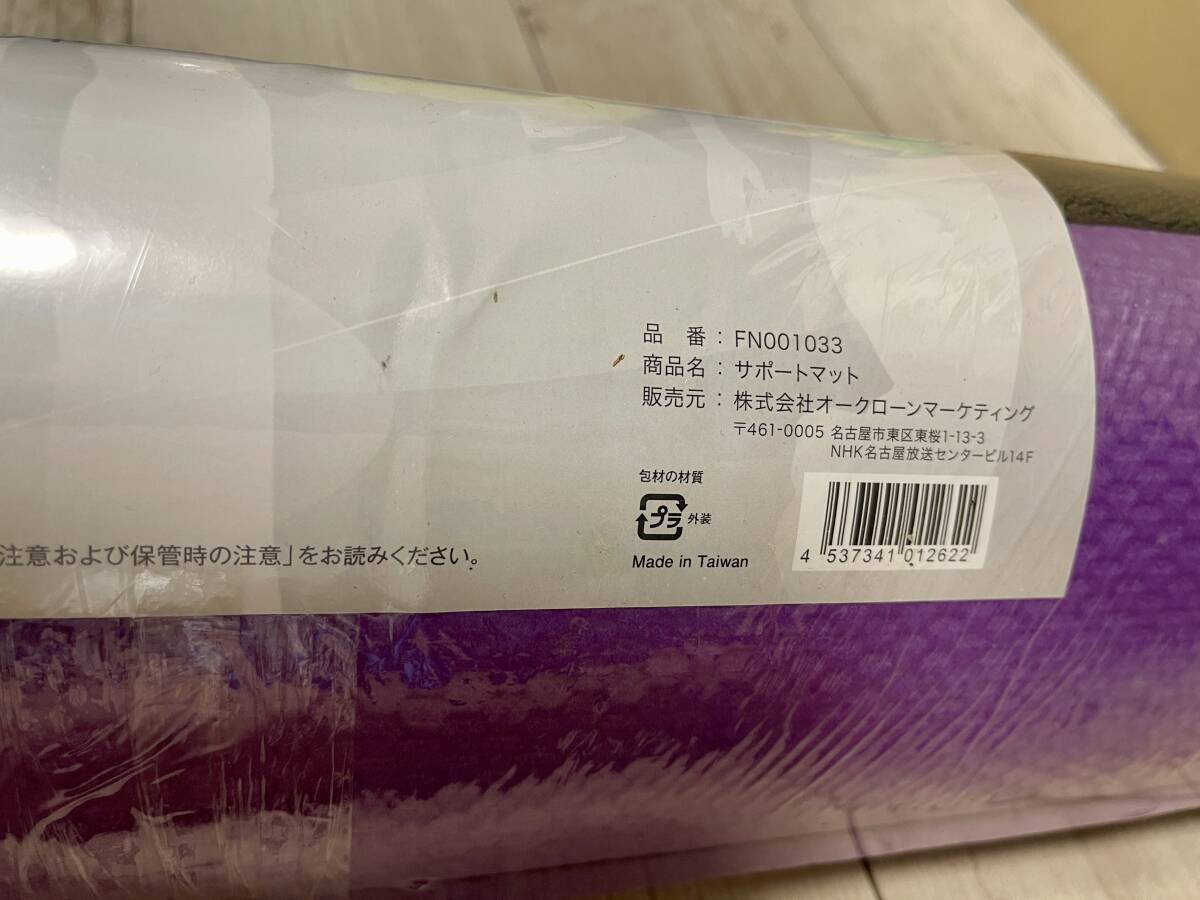 品 番 : FN001033
商品名 : サポートマット
販売元 : 株式会社オークローンマーケティング
〒461-0005 名古屋市東区東桜1-13-3
NHK名古屋放送センタービル14F
包材の材質
プラ 外装
Made in Taiwan
4 537341 012622
注意および保管時の注意」をお読みください。